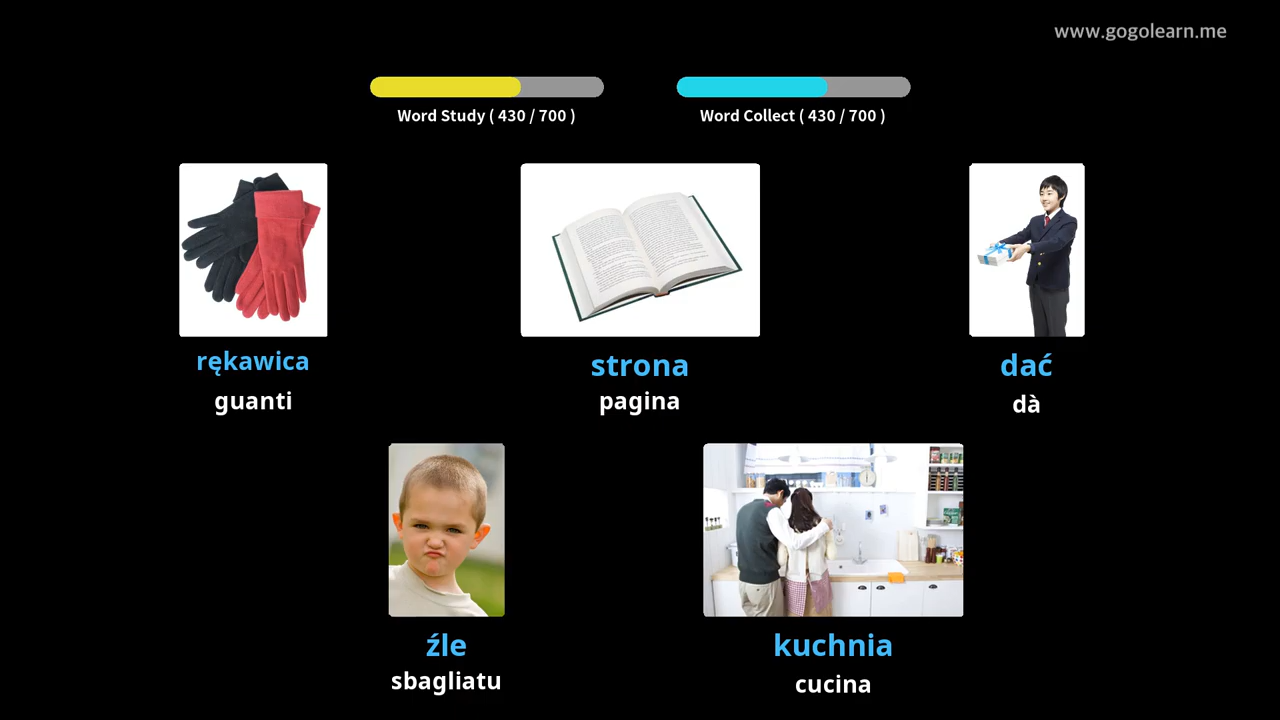 www.gogolearn.me
Word Study ( 430 / 700 )
Word Collect ( 430 / 700 )
rękawica
guanti
strona
pagina
dać
dà
źle
sbagliatu
kuchnia
cucina